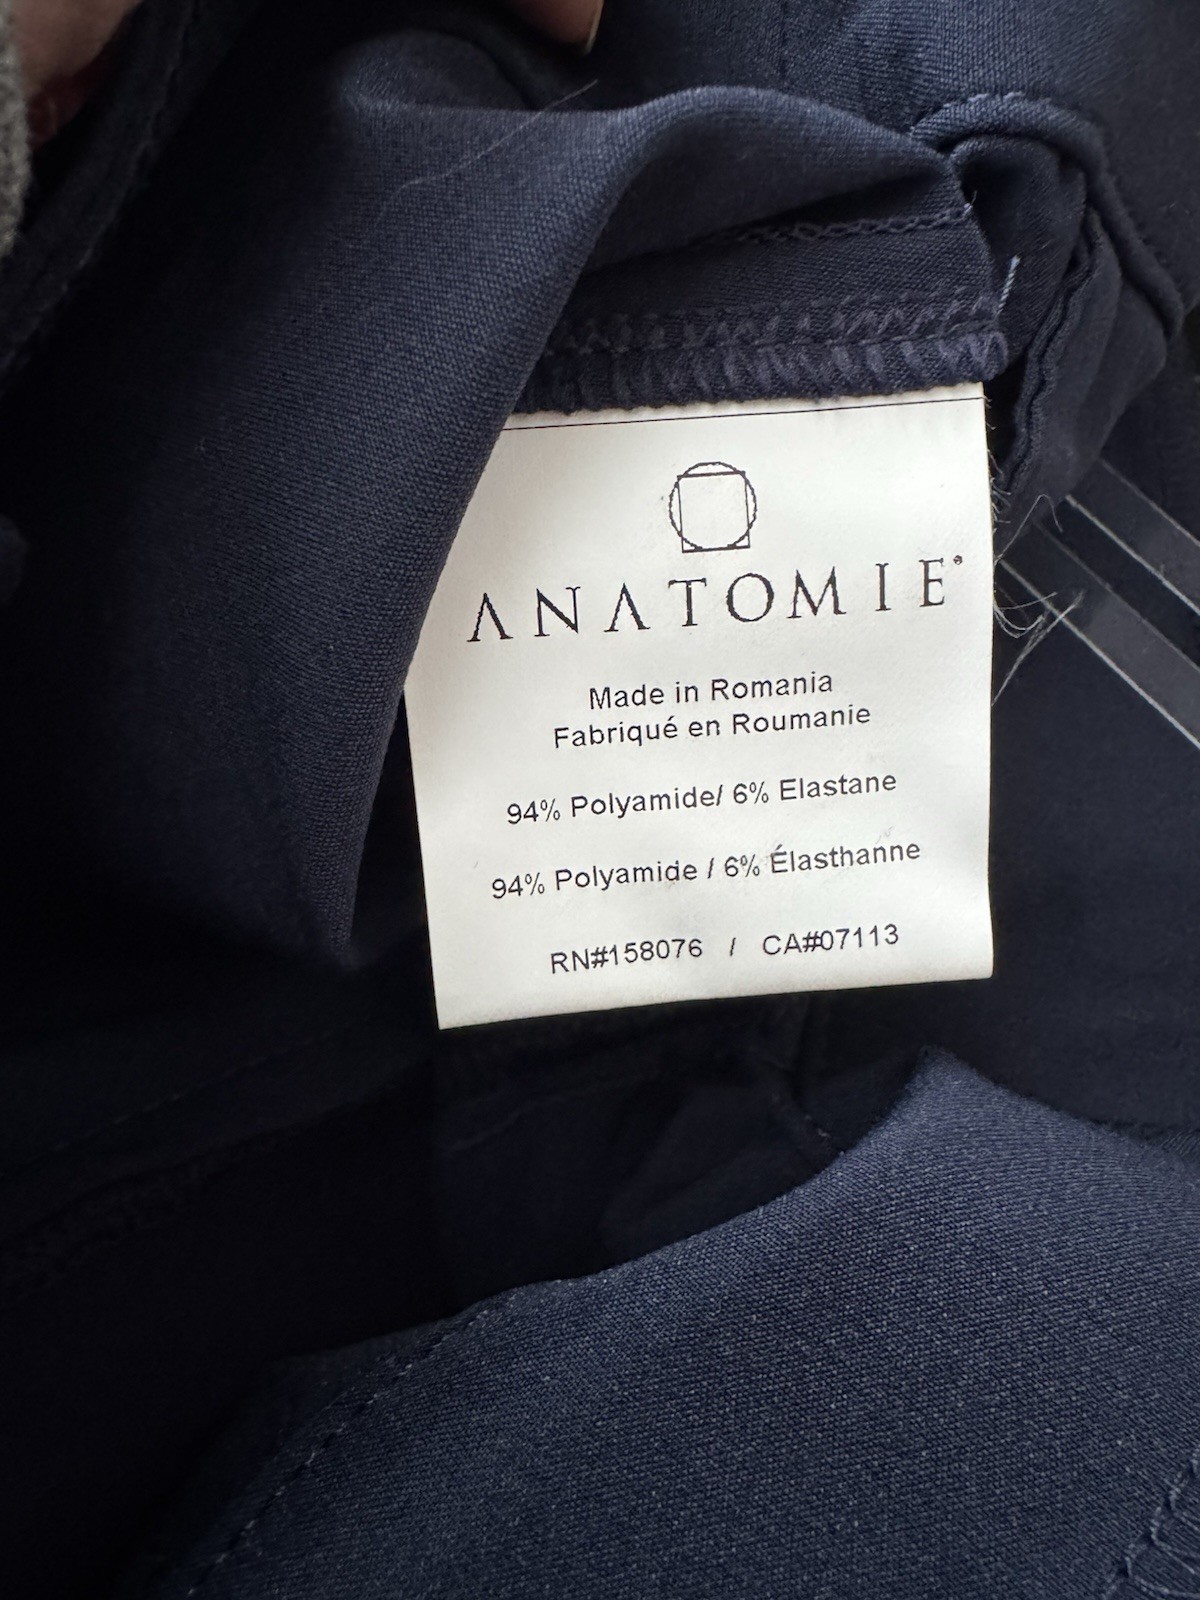 ANATOMIE®
Made in Romania
Fabriqué en Roumanie
94% Polyamide/ 6% Elastane
94% Polyamide / 6% Élasthanne
RN#158076 / CA#07113